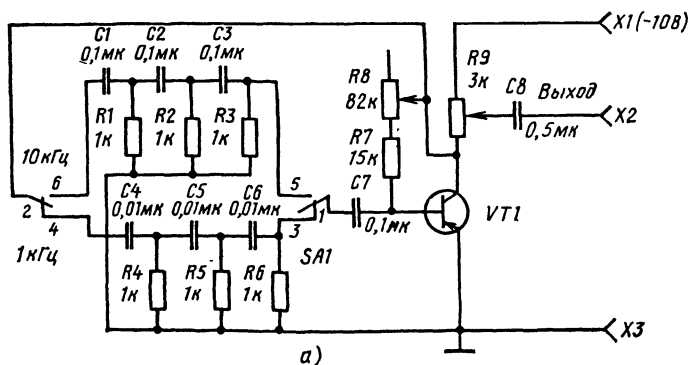 C1
0,1мк
C2
0,1мк
C3
0,1мк
R1
1к
R2
1к
R3
1к
R8
82к
R7
15к
R9
3к
X1(-10В)
C8
0,5мк
Выход
X2
10кГц
6
2
4
1кГц
C4
0,01мк
C5
0,01мк
C6
0,01мк
5
1
3
SA1
C7
0,1мк
VT1
R4
1к
R5
1к
R6
1к
X3
а)